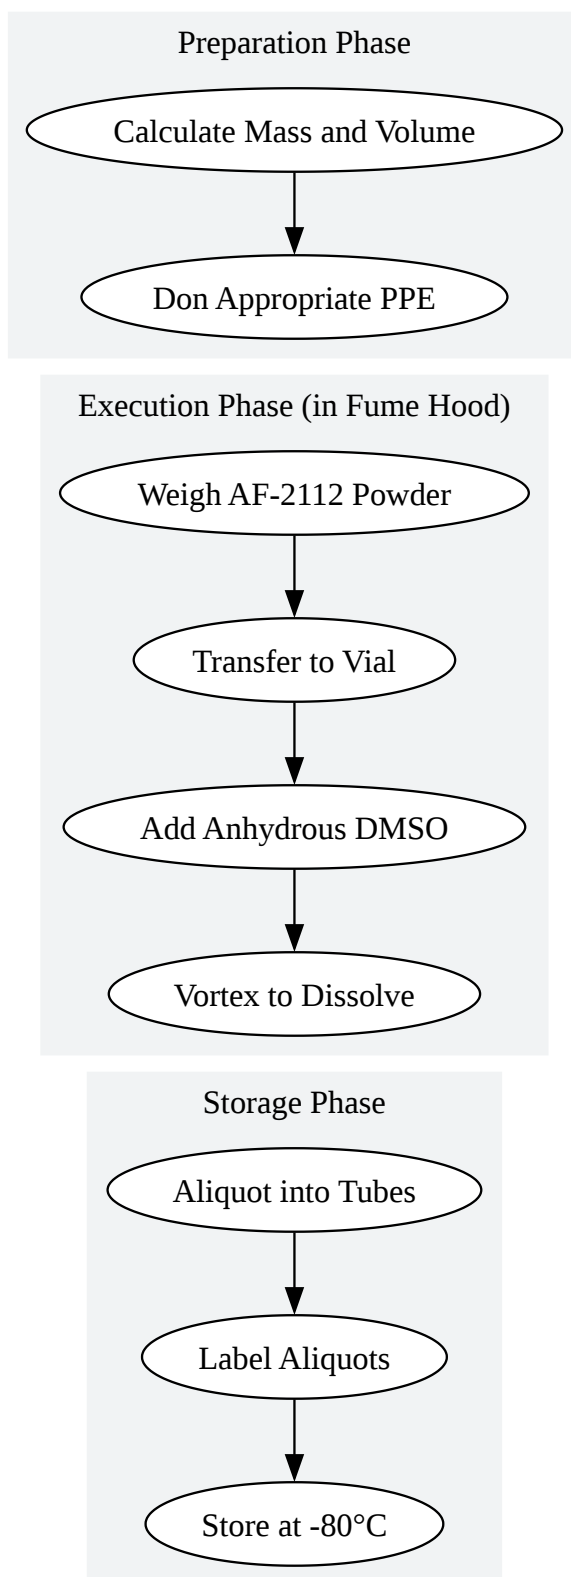 Preparation Phase
Calculate Mass and Volume
Don Appropriate PPE
Execution Phase (in Fume Hood)
Weigh AF-2112 Powder
Transfer to Vial
Add Anhydrous DMSO
Vortex to Dissolve
Storage Phase
Aliquot into Tubes
Label Aliquots
Store at -80°C